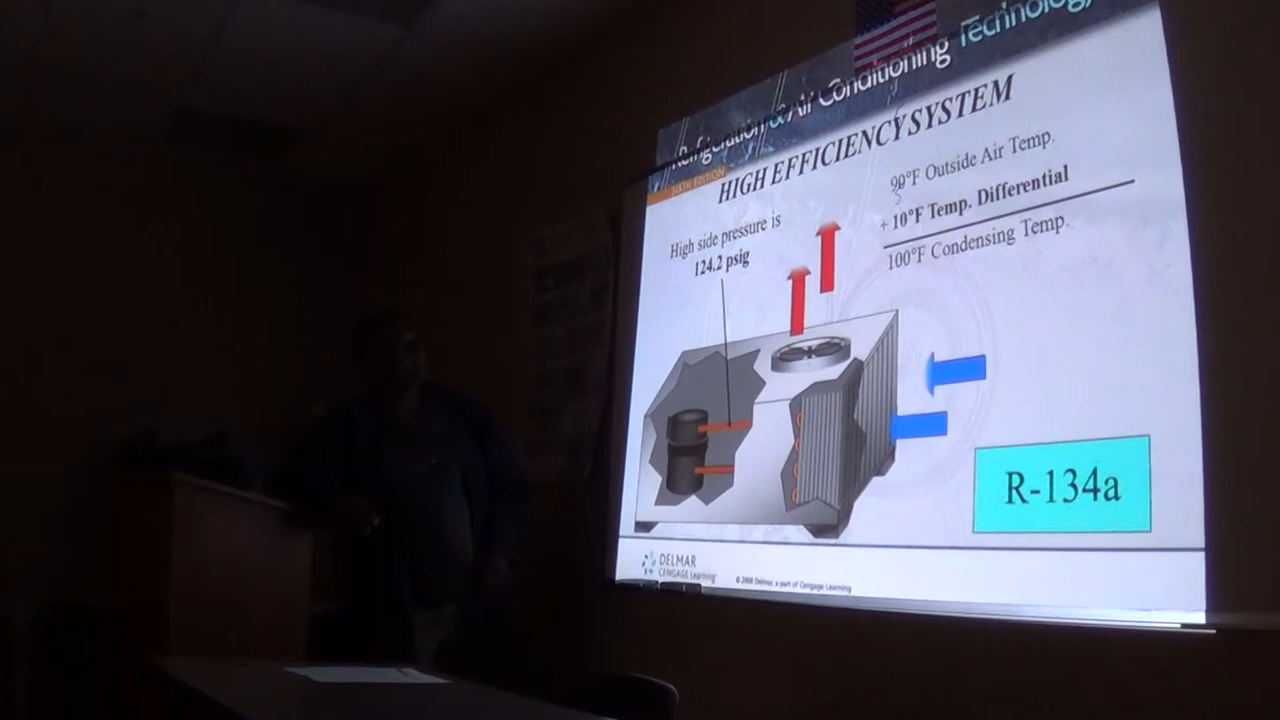 Refrigeration & Air Conditioning Technology
SIXTH EDITION
HIGH EFFICIENCY SYSTEM
90°F Outside Air Temp.
+ 10°F Temp. Differential
100°F Condensing Temp.
High side pressure is
124.2 psig
R-134a
DELMAR
CENGAGE Learning
© 2008 Delmar, a part of Cengage Learning